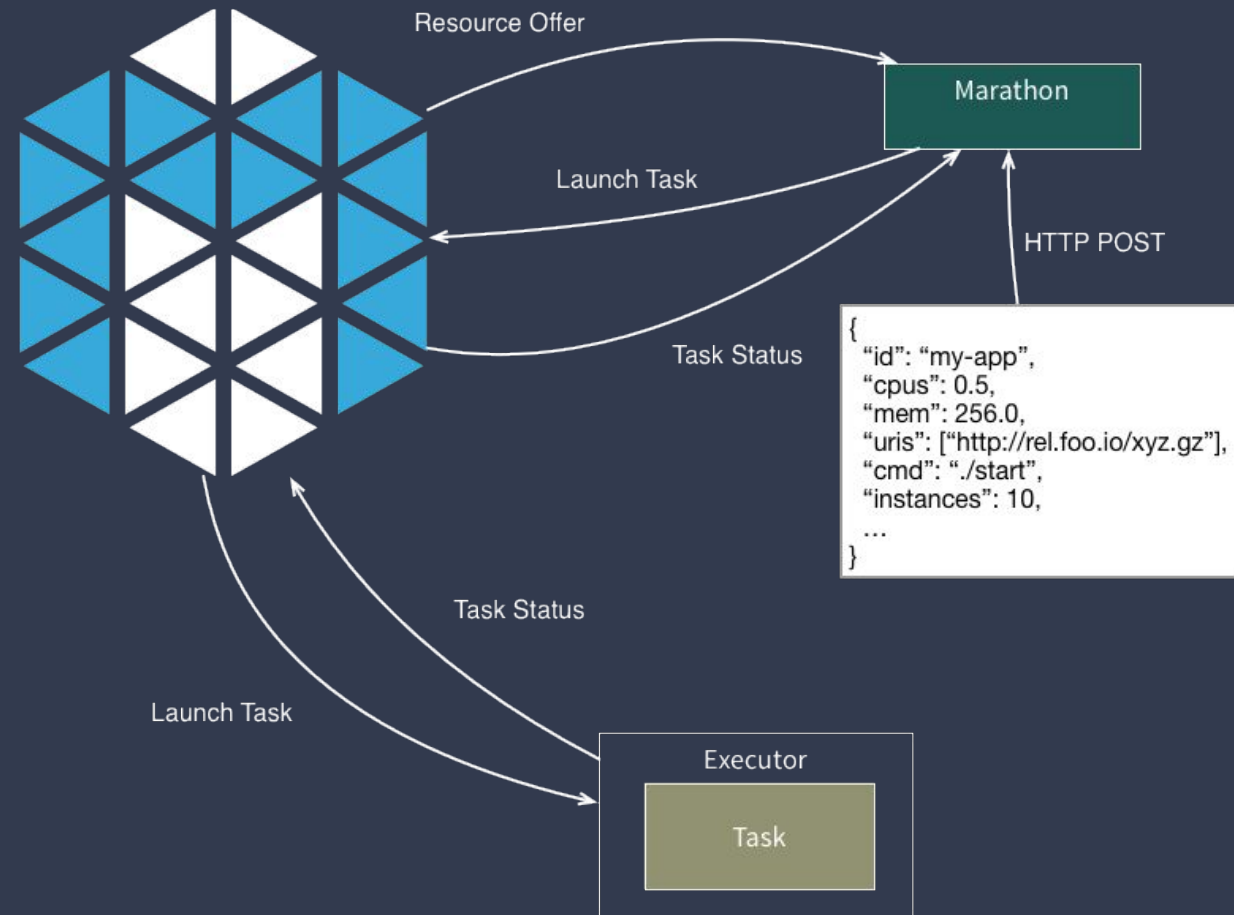 Resource Offer
Marathon
Launch Task
HTTP POST
Task Status
{
“id”: “my-app”,
“cpus”: 0.5,
“mem”: 256.0,
“uris”: [“http://rel.foo.io/xyz.gz”],
“cmd”: “./start”,
“instances”: 10,
…
}
Task Status
Launch Task
Executor
Task